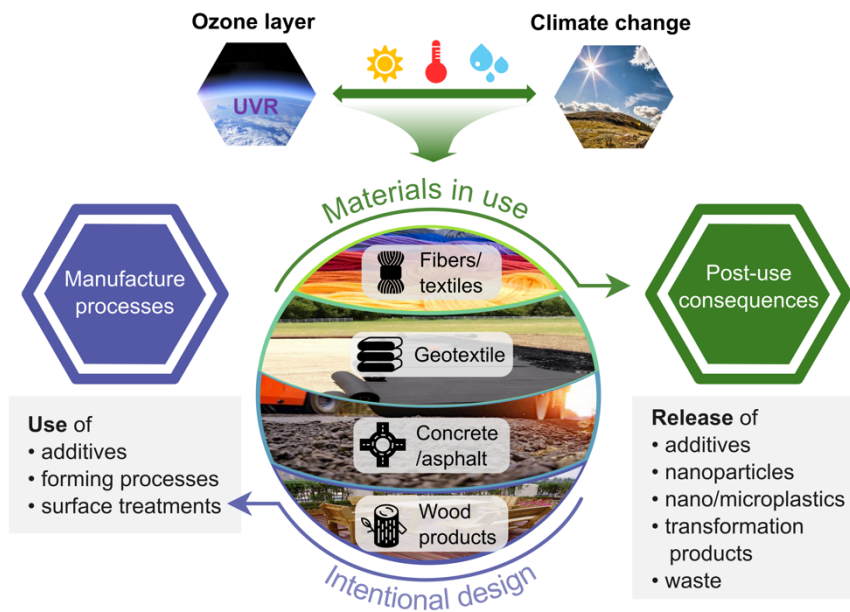 Ozone layer
Climate change
UVR
Materials in use
Manufacture
processes
Fibers/
textiles
Post-use
consequences
Geotextile
Use of
• additives
• forming processes
• surface treatments
Concrete
/asphalt
Wood
products
Release of
• additives
• nanoparticles
• nano/microplastics
• transformation
products
• waste
Intentional design